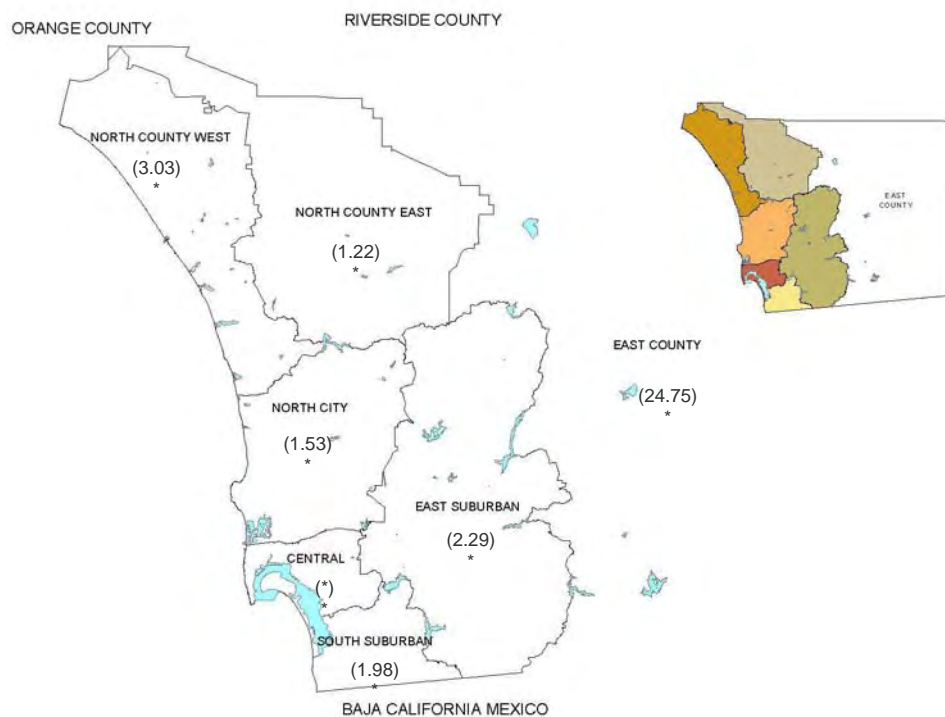 RIVERSIDE COUNTY
ORANGE COUNTY
NORTH COUNTY WEST
(3.03)
*
NORTH COUNTY EAST
(1.22)
*
EAST
COUNTY
EAST COUNTY
(24.75)
*
NORTH CITY
(1.53)
*
EAST SUBURBAN
(2.29)
*
CENTRAL
(*)
*
SOUTH SUBURBAN
(1.98)
*
BAJA CALIFORNIA MEXICO